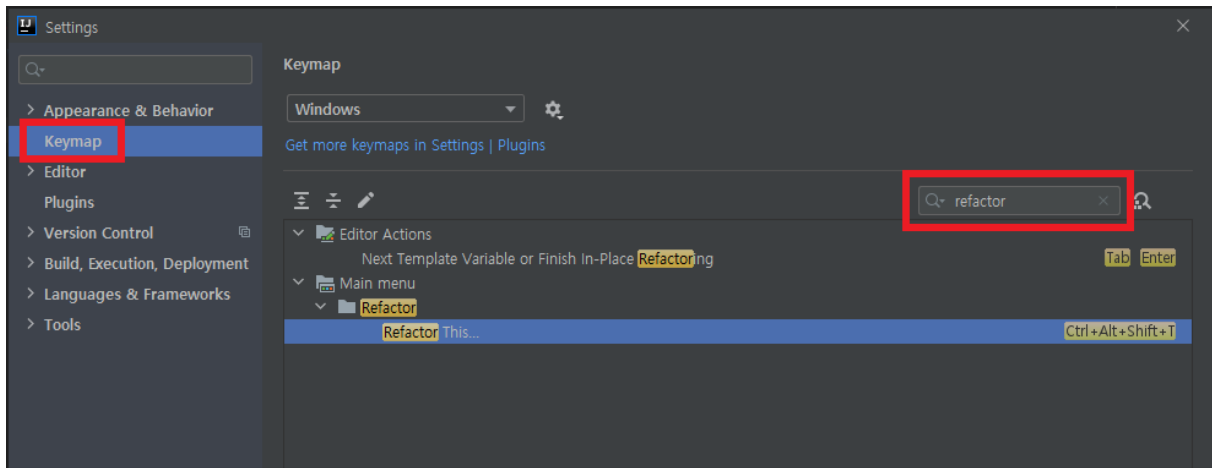 IJ Settings
Keymap
Windows
Get more keymaps in Settings | Plugins
Appearance & Behavior
Keymap
Editor
Plugins
Version Control
Build, Execution, Deployment
Languages & Frameworks
Tools
refactor
Editor Actions
Next Template Variable or Finish In-Place Refactoring Tab Enter
Main menu
Refactor
Refactor This... Ctrl+Alt+Shift+T